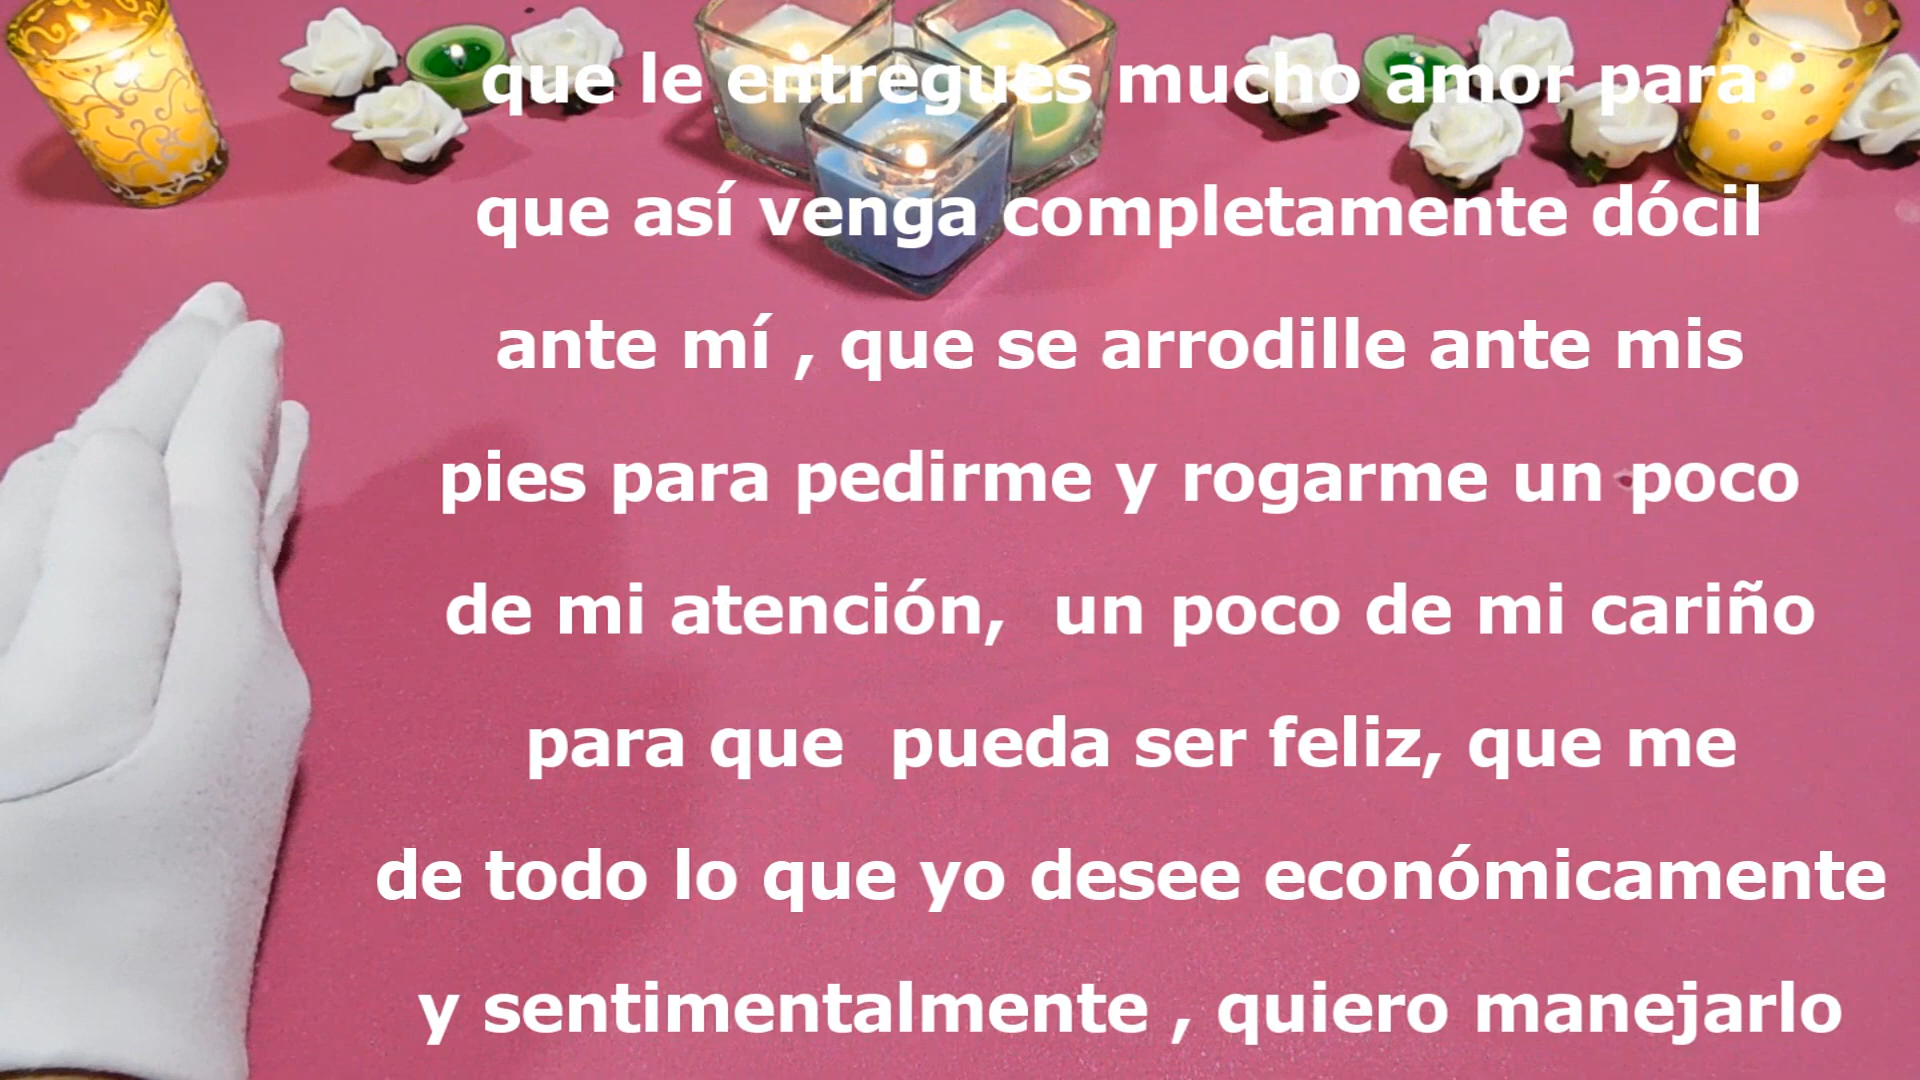 que le entregues mucho amor para
que así venga completamente dócil
ante mí , que se arrodille ante mis
pies para pedirme y rogarme un poco
de mi atención,  un poco de mi cariño
para que  pueda ser feliz, que me
de todo lo que yo desee económicamente
y sentimentalmente , quiero manejarlo